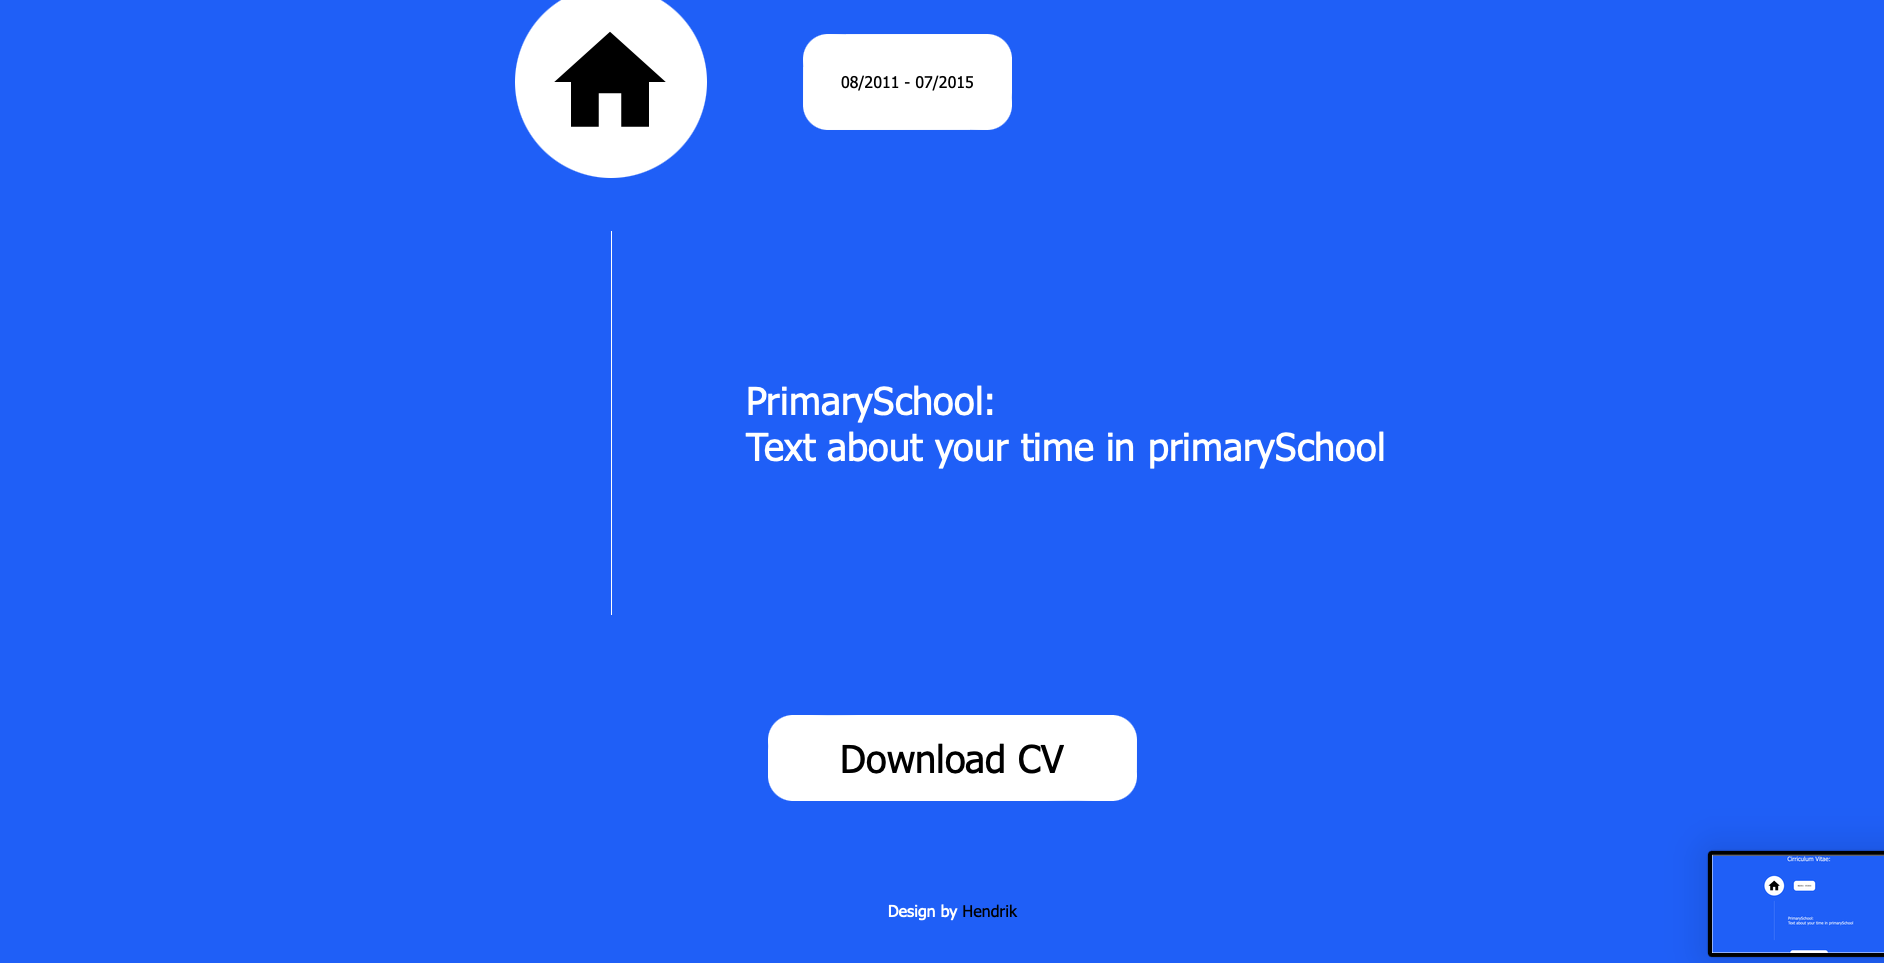 08/2011 - 07/2015
PrimarySchool:
Text about your time in primarySchool
Download CV
Design by Hendrik
Cirriculum Vitae:
PrimarySchool:
Text about your time in primarySchool